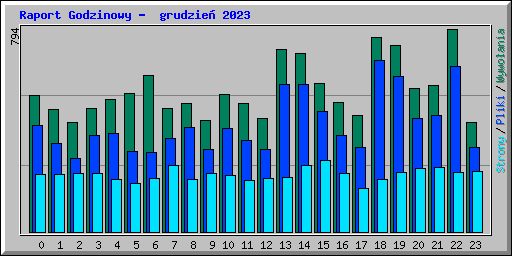 Raport Godzinowy - grudzień 2023
794
Strony / Pliki / Wywołania
0 1 2 3 4 5 6 7 8 9 10 11 12 13 14 15 16 17 18 19 20 21 22 23